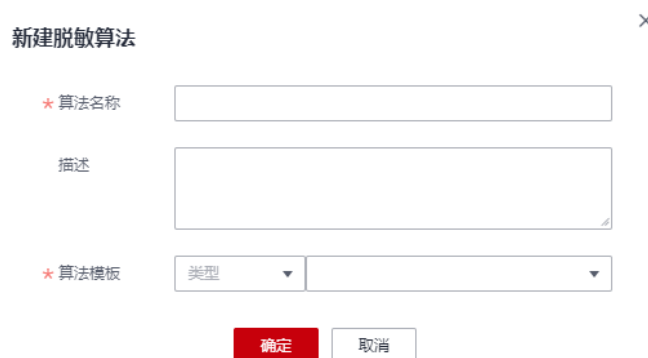 新建脱敏算法
* 算法名称
描述
* 算法模板 类型
确定 取消